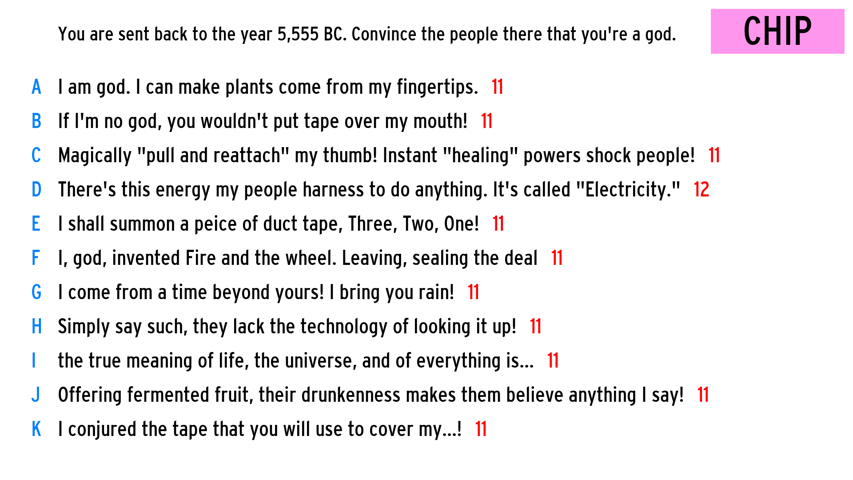 You are sent back to the year 5,555 BC. Convince the people there that you're a god.
CHIP
A I am god. I can make plants come from my fingertips. 11
B If I'm no god, you wouldn't put tape over my mouth! 11
C Magically "pull and reattach" my thumb! Instant "healing" powers shock people! 11
D There's this energy my people harness to do anything. It's called "Electricity." 12
E I shall summon a peice of duct tape, Three, Two, One! 11
F I, god, invented Fire and the wheel. Leaving, sealing the deal 11
G I come from a time beyond yours! I bring you rain! 11
H Simply say such, they lack the technology of looking it up! 11
I the true meaning of life, the universe, and of everything is... 11
J Offering fermented fruit, their drunkenness makes them believe anything I say! 11
K I conjured the tape that you will use to cover my...! 11